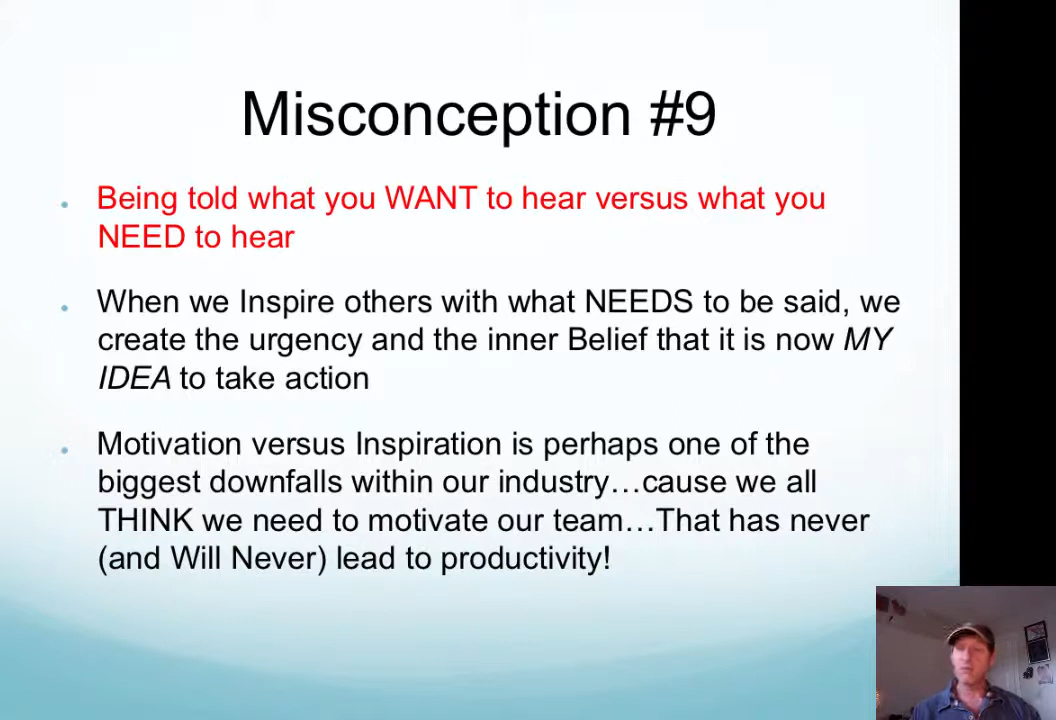 Misconception #9
Being told what you WANT to hear versus what you
NEED to hear
When we Inspire others with what NEEDS to be said, we
create the urgency and the inner Belief that it is now MY
IDEA to take action
Motivation versus Inspiration is perhaps one of the
biggest downfalls within our industry…cause we all
THINK we need to motivate our team…That has never
(and Will Never) lead to productivity!